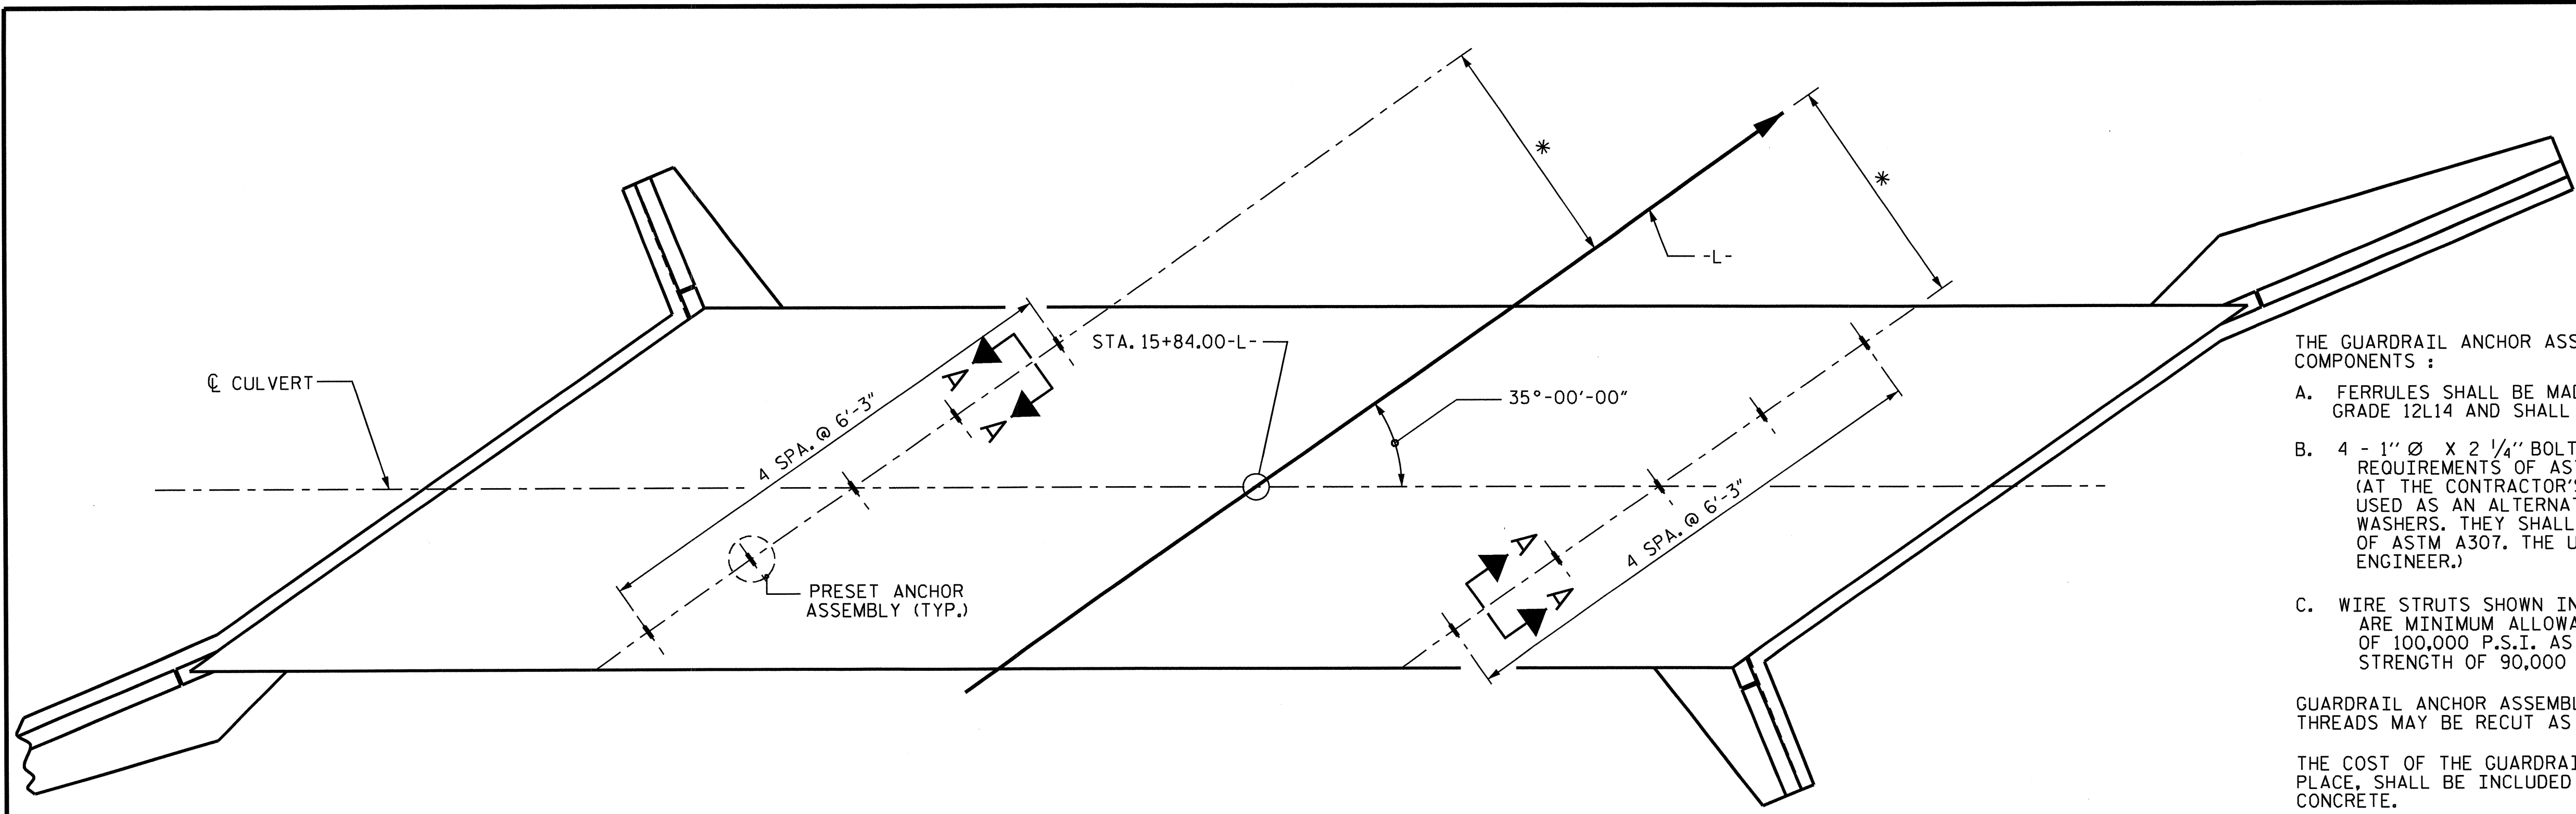 ℄ CULVERT
4 SPA. @ 6'-3"
A
A
STA. 15+84.00-L-
-L-
*
*
35°-00'-00"
PRESET ANCHOR
ASSEMBLY (TYP.)
A
A
4 SPA. @ 6'-3"
THE GUARDRAIL ANCHOR ASS
COMPONENTS :
A. FERRULES SHALL BE MA
GRADE 12L14 AND SHALL
B. 4 - 1" Ø X 2 1/4" BOLT
REQUIREMENTS OF AS
(AT THE CONTRACTOR'S
USED AS AN ALTERNAT
WASHERS. THEY SHALL
OF ASTM A307. THE U
ENGINEER.)
C. WIRE STRUTS SHOWN IN
ARE MINIMUM ALLOWA
OF 100,000 P.S.I. AS
STRENGTH OF 90,000
GUARDRAIL ANCHOR ASSEMBL
THREADS MAY BE RECUT AS
THE COST OF THE GUARDRAI
PLACE, SHALL BE INCLUDED
CONCRETE.